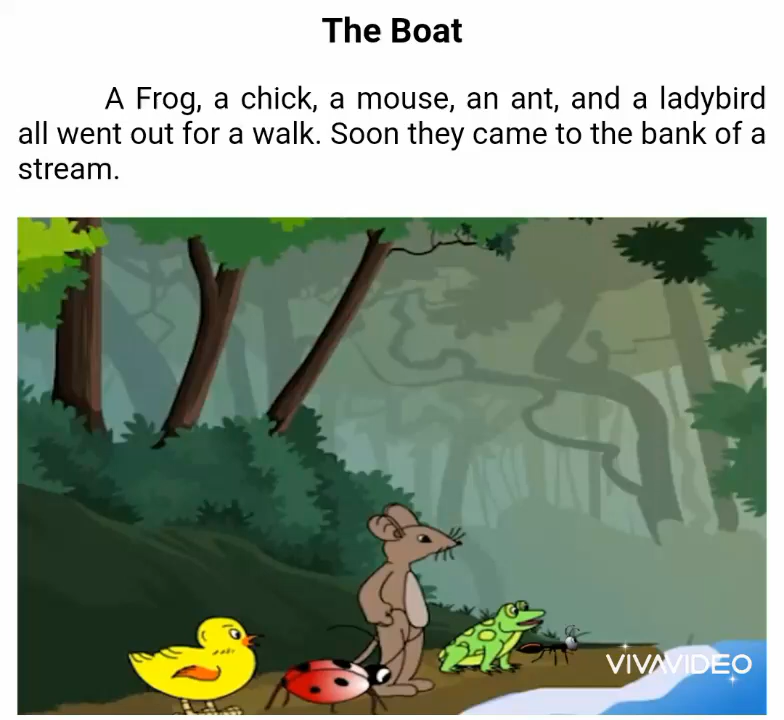 The Boat
A Frog, a chick, a mouse, an ant, and a ladybird
all went out for a walk. Soon they came to the bank of a
stream.
VIVAVIDEO